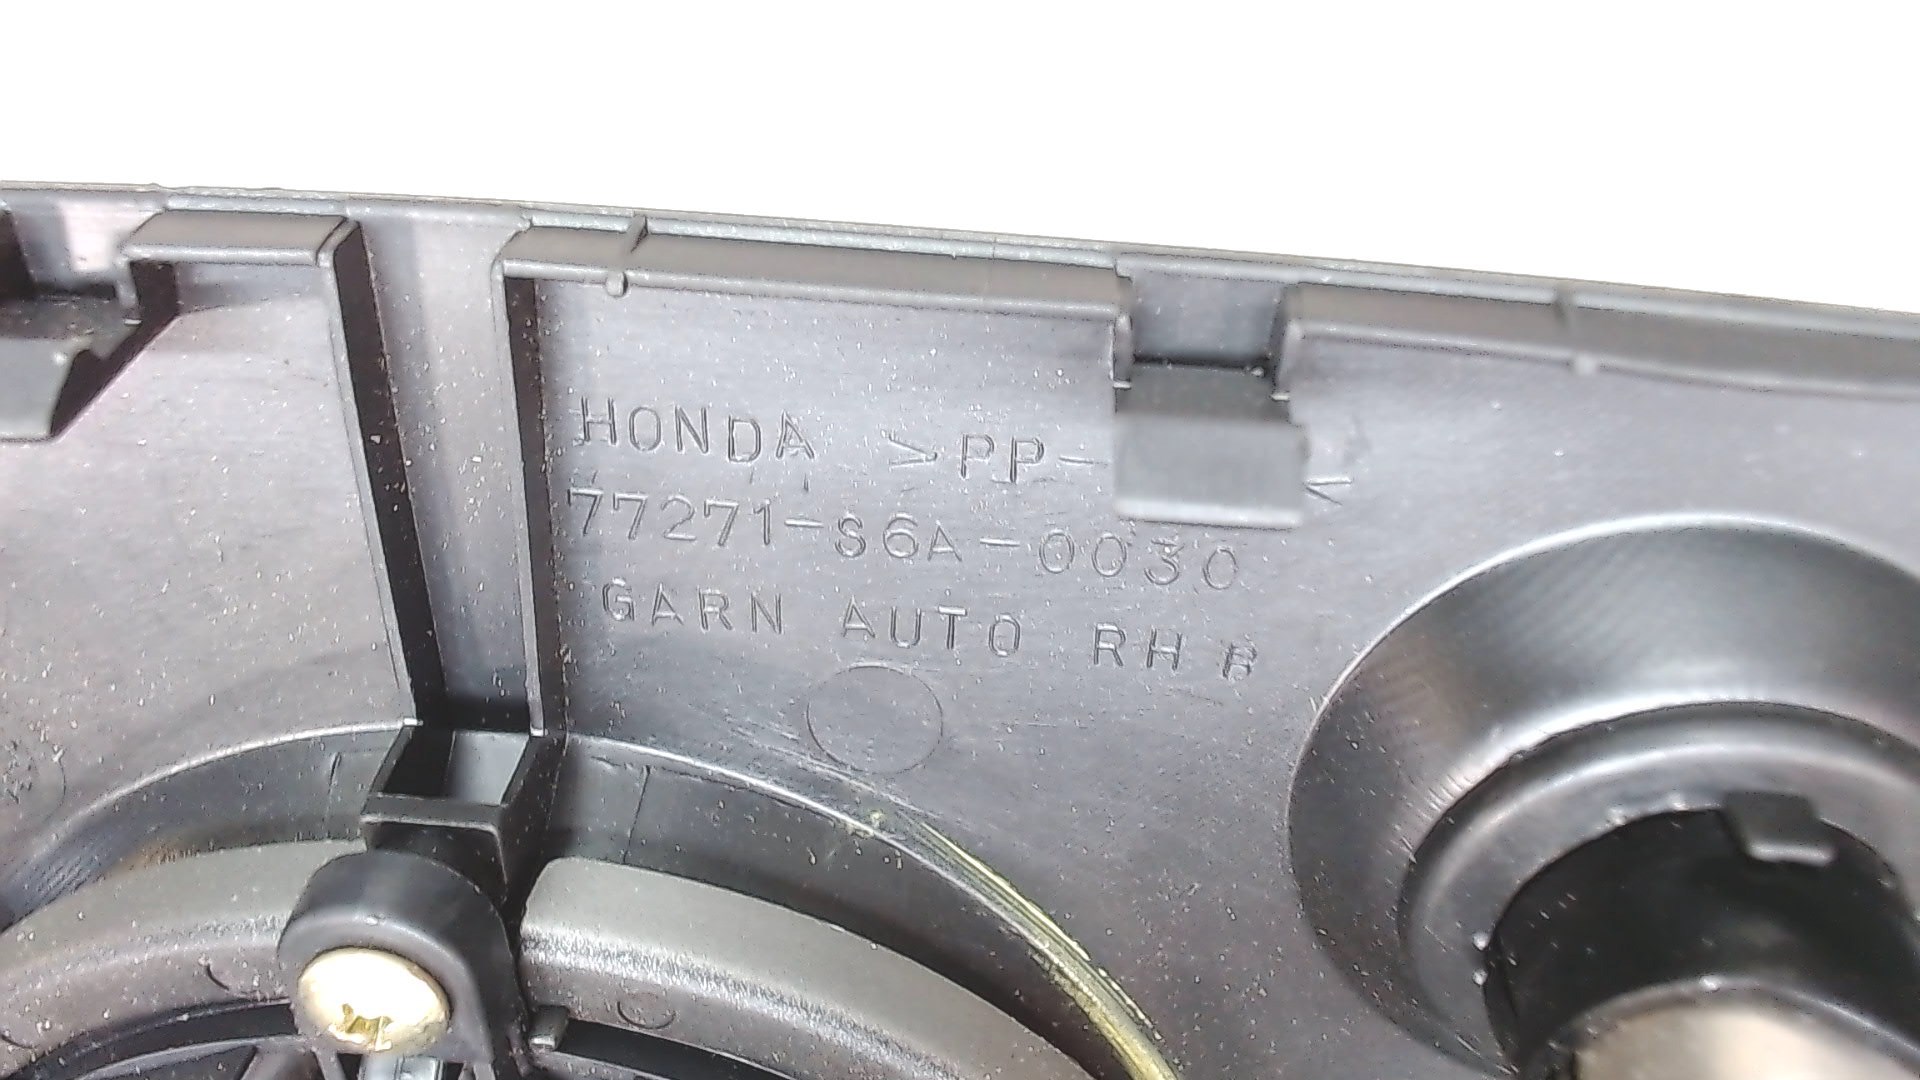 HONDA >PP- <
77271-S6A-0030
GARN AUTO RH B